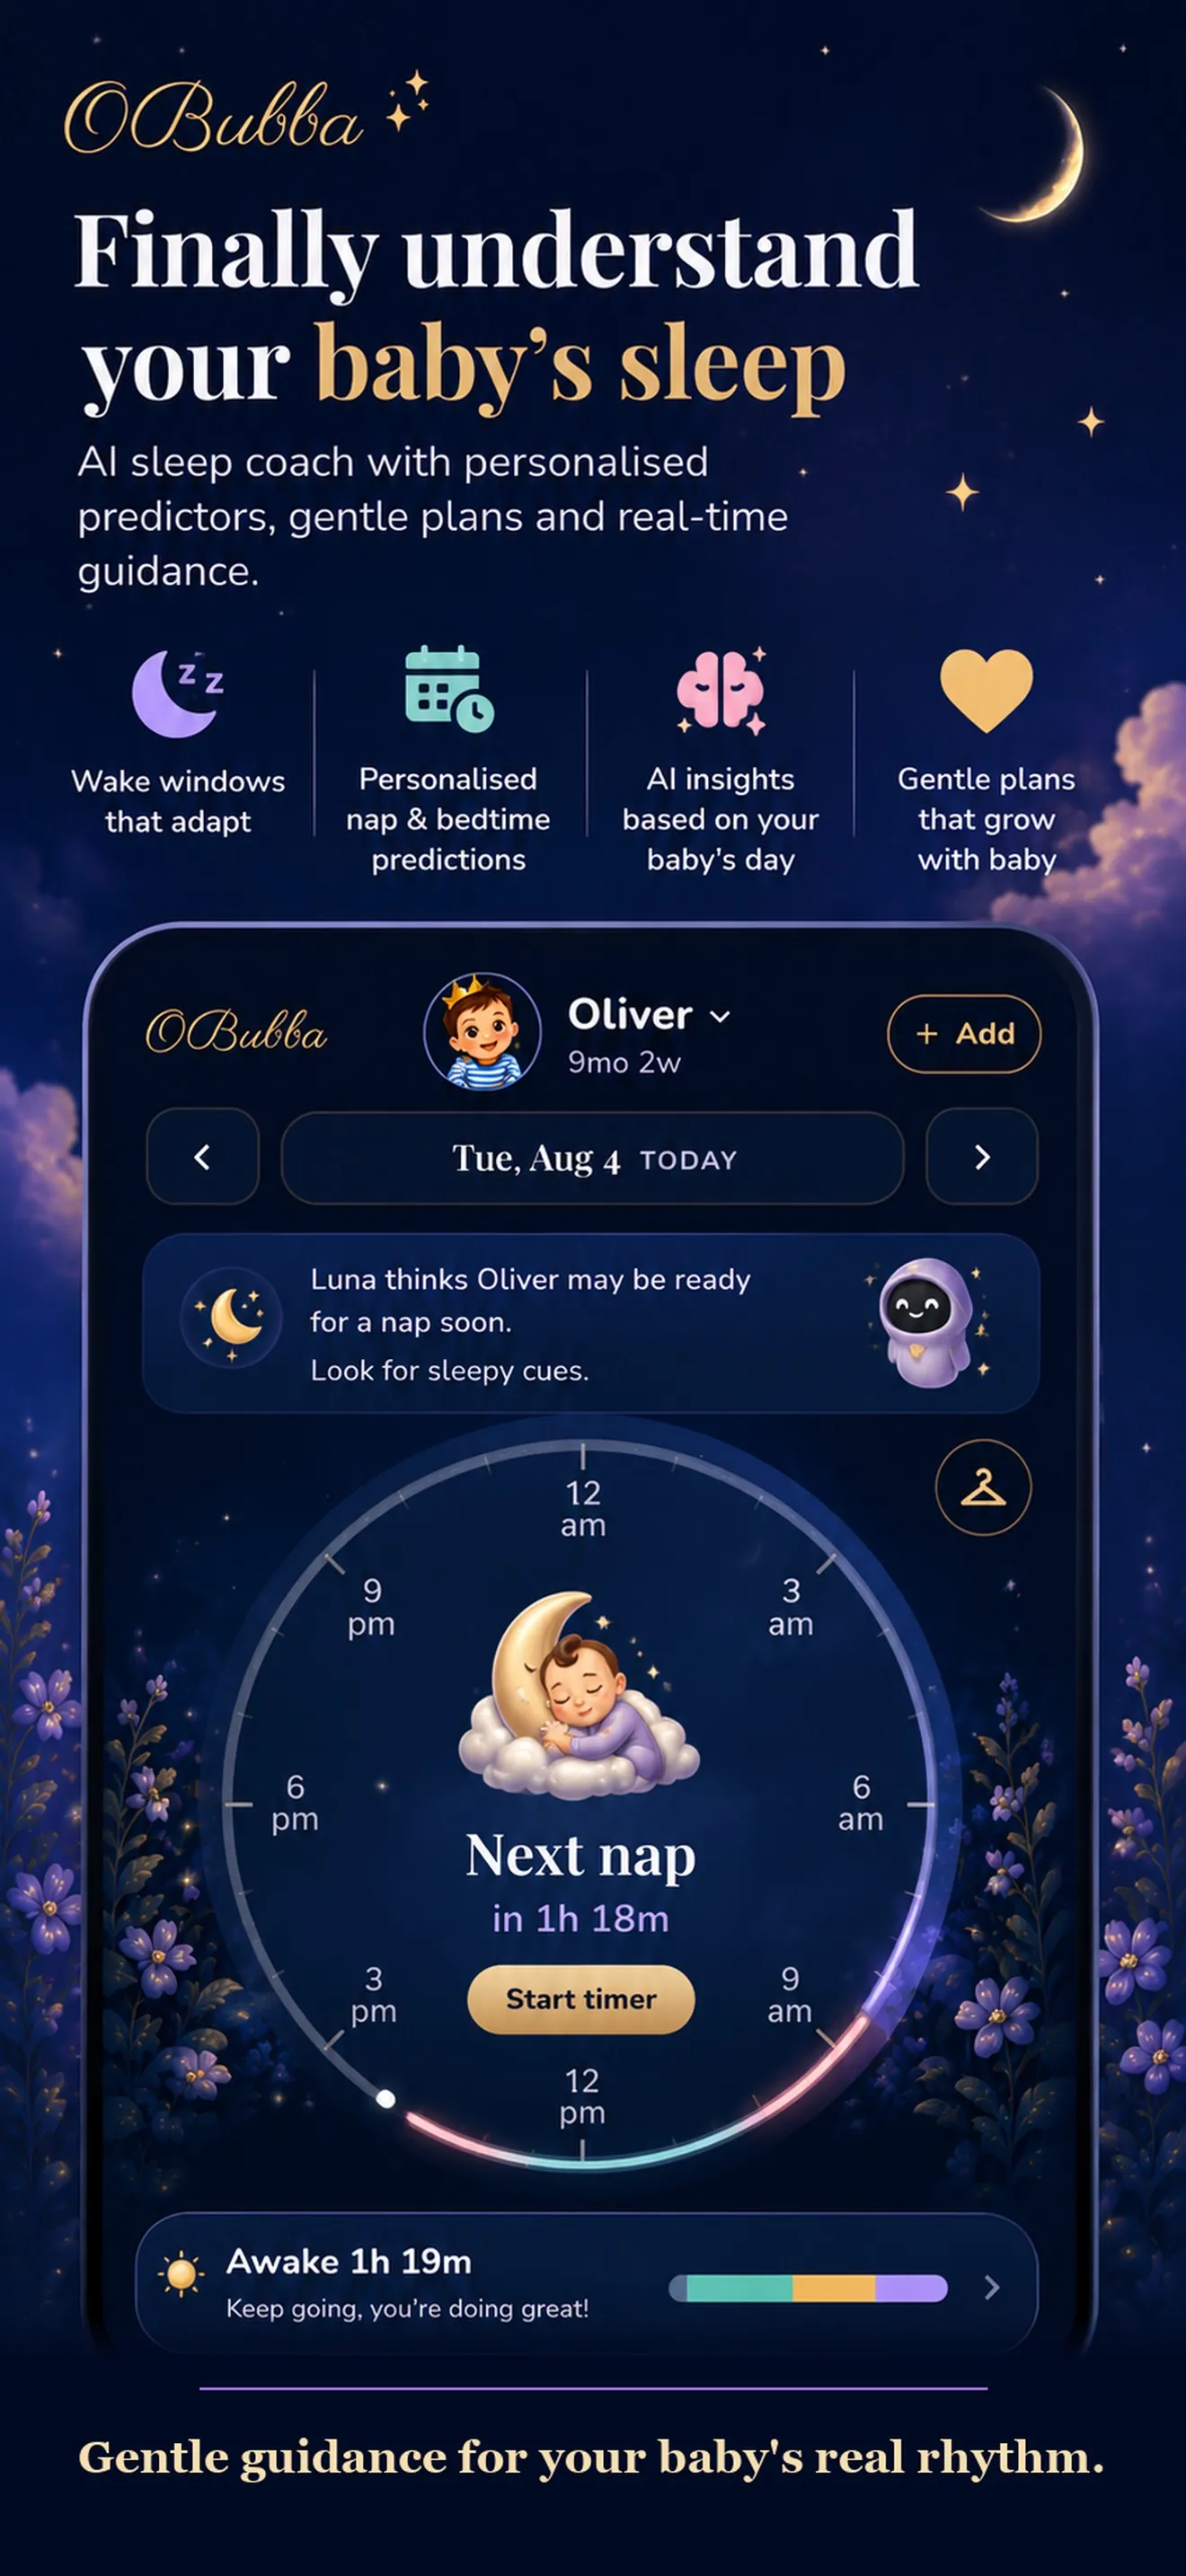 OBubba
Finally understand
your baby’s sleep
AI sleep coach with personalised
predictors, gentle plans and real-time
guidance.
z z
Wake windows
that adapt
Personalised
nap & bedtime
predictions
AI insights
based on your
baby’s day
Gentle plans
that grow
with baby
OBubba
Oliver
9mo 2w
+ Add
Tue, Aug 4 TODAY
Luna thinks Oliver may be ready
for a nap soon.
Look for sleepy cues.
12
am
9
pm
3
am
6
pm
6
am
Next nap
in 1h 18m
Start timer
3
pm
9
am
12
pm
Awake 1h 19m
Keep going, you’re doing great!
Gentle guidance for your baby's real rhythm.